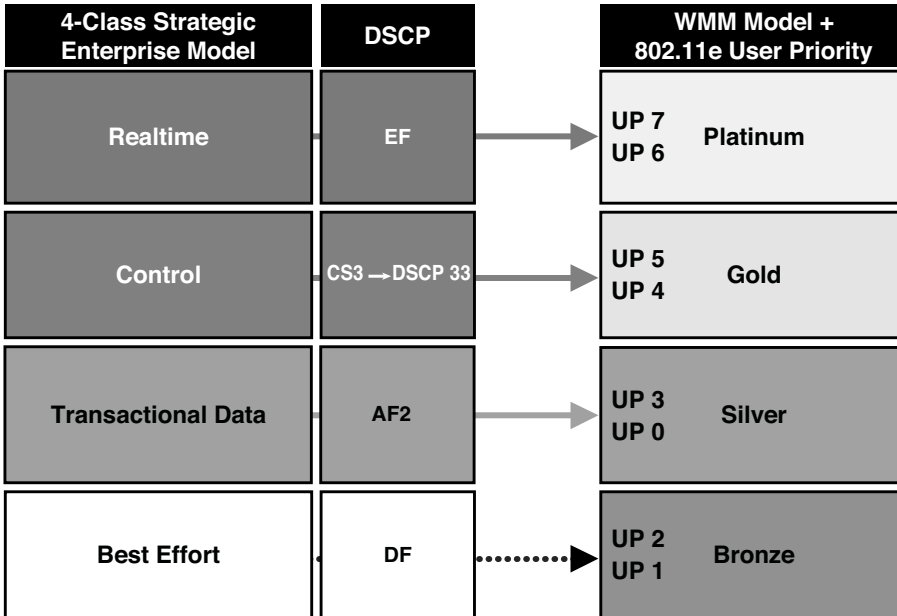 4-Class Strategic
Enterprise Model
DSCP
WMM Model +
802.11e User Priority
Realtime
EF
UP 7
UP 6
Platinum
Control
CS3 → DSCP 33
UP 5
UP 4
Gold
Transactional Data
AF2
UP 3
UP 0
Silver
Best Effort
DF
UP 2
UP 1
Bronze